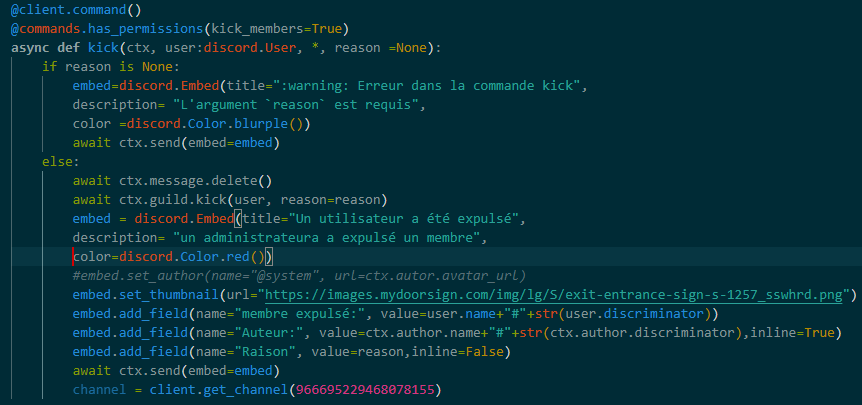 @client.command()
@commands.has_permissions(kick_members=True)
async def kick(ctx, user:discord.User, *, reason =None):
    if reason is None:
        embed=discord.Embed(title=":warning: Erreur dans la commande kick",
        description= "L'argument `reason` est requis",
        color =discord.Color.blurple())
        await ctx.send(embed=embed)
    else:
        await ctx.message.delete()
        await ctx.guild.kick(user, reason=reason)
        embed = discord.Embed(title="Un utilisateur a été expulsé",
        description= "un administrateura a expulsé un membre",
        color=discord.Color.red())
        #embed.set_author(name="@system", url=ctx.autor.avatar_url)
        embed.set_thumbnail(url="https://images.mydoorsign.com/img/lg/S/exit-entrance-sign-s-1257_sswhrd.png")
        embed.add_field(name="membre expulsé:", value=user.name+"#"+str(user.discriminator))
        embed.add_field(name="Auteur:", value=ctx.author.name+"#"+str(ctx.author.discriminator),inline=True)
        embed.add_field(name="Raison", value=reason,inline=False)
        await ctx.send(embed=embed)
        channel = client.get_channel(966695229468078155)